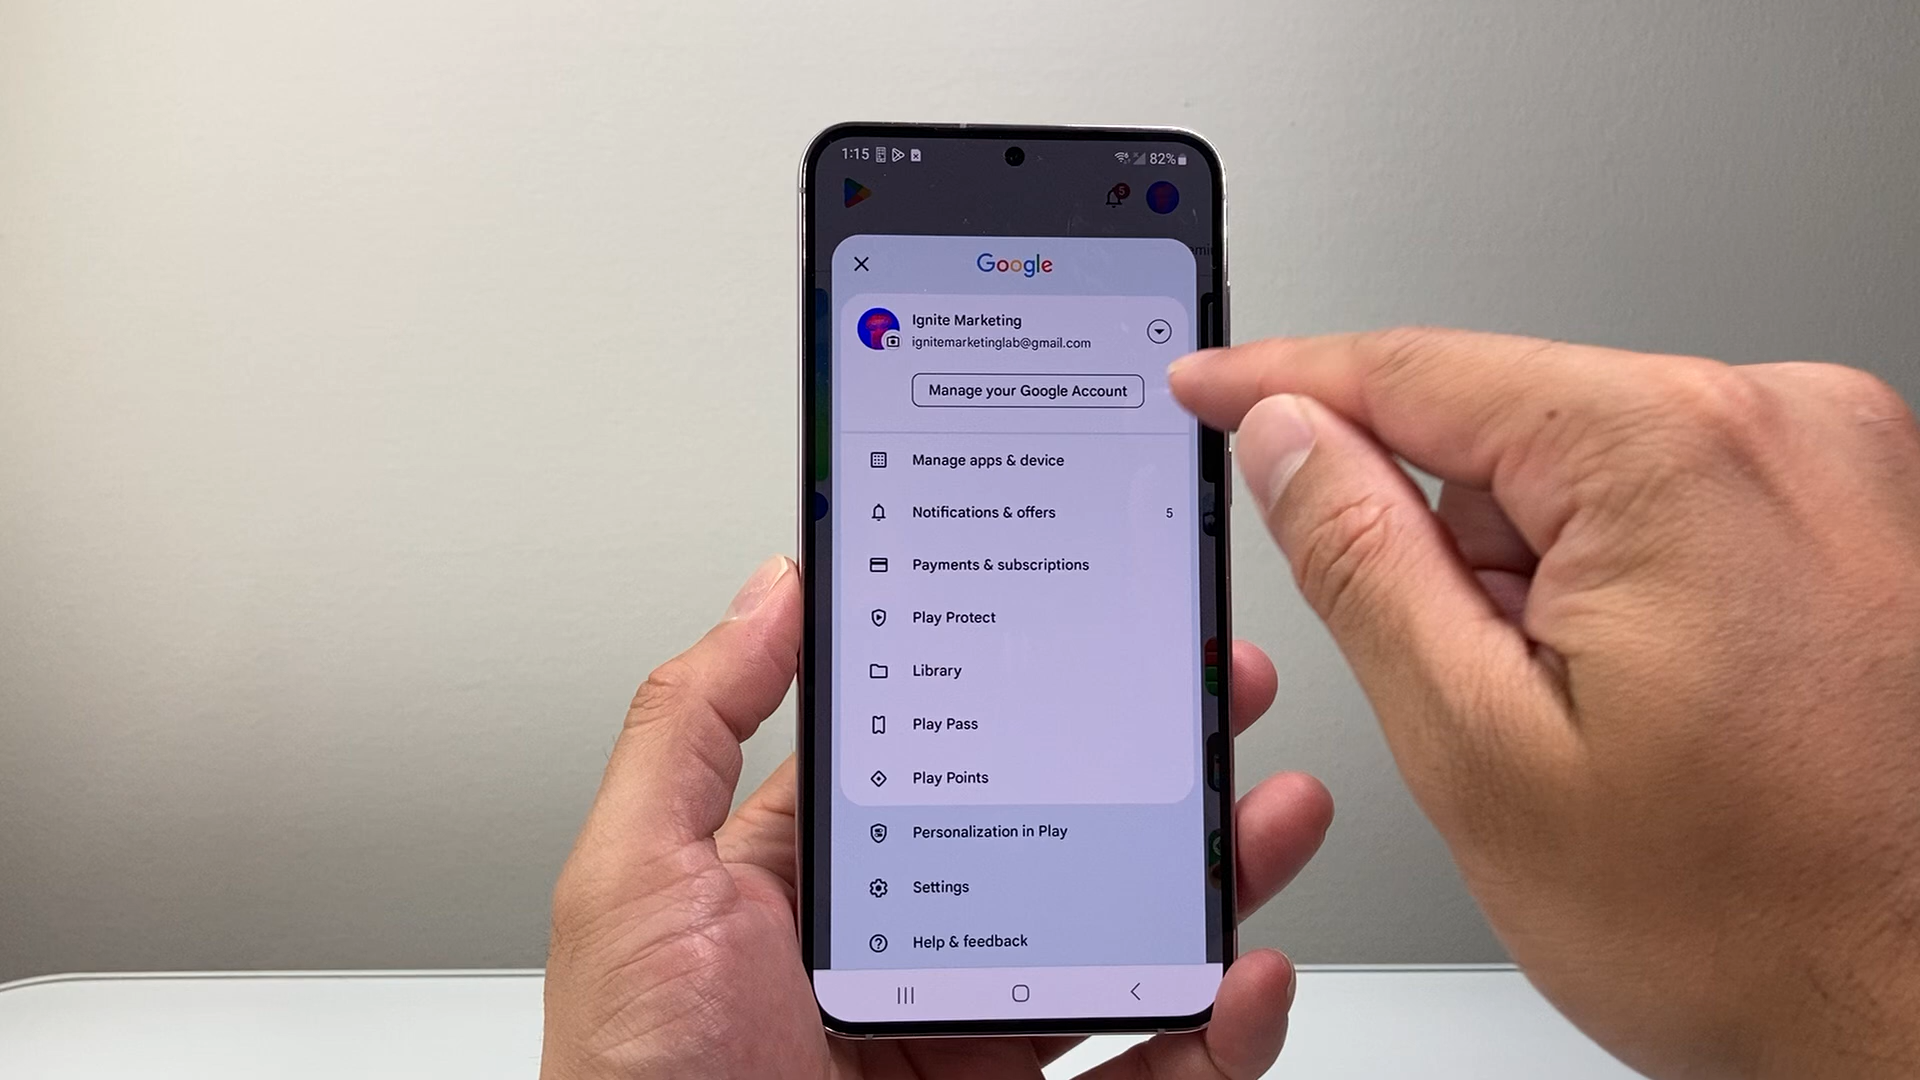 1:15
82%
5
Google
Ignite Marketing
ignitemarketinglab@gmail.com
Manage your Google Account
Manage apps & device
Notifications & offers 5
Payments & subscriptions
Play Protect
Library
Play Pass
Play Points
Personalization in Play
Settings
Help & feedback